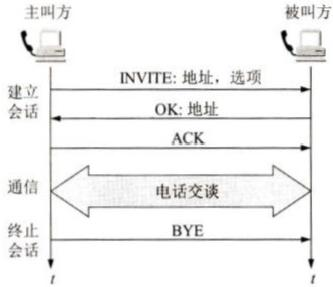 主叫方
被叫方
INVITE: 地址，选项
建立
会话
OK: 地址
ACK
通信
电话交谈
终止
会话
BYE
t
t